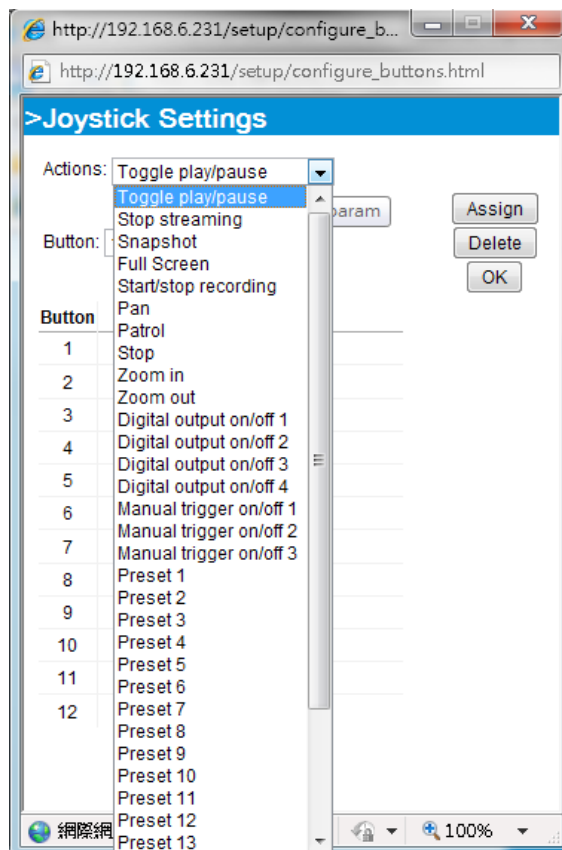 http://192.168.6.231/setup/configure_b...
http://192.168.6.231/setup/configure_buttons.html
>Joystick Settings
Actions: Toggle play/pause
Toggle play/pause
param
Assign
Stop streaming
Button:
Snapshot
Delete
Full Screen
OK
Start/stop recording
Button
Pan
Patrol
1
Stop
2
Zoom in
Zoom out
3
Digital output on/off 1
4
Digital output on/off 2
Digital output on/off 3
5
Digital output on/off 4
6
Manual trigger on/off 1
Manual trigger on/off 2
7
Manual trigger on/off 3
8
Preset 1
Preset 2
9
Preset 3
10
Preset 4
Preset 5
11
Preset 6
12
Preset 7
Preset 8
Preset 9
Preset 10
Preset 11
Preset 12
Preset 13
網際網
100%